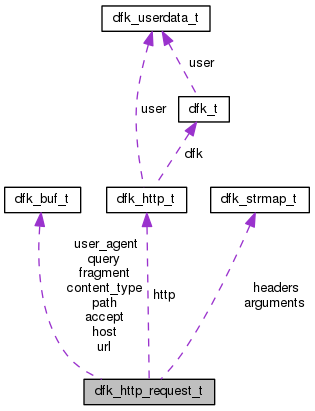 dfk_userdata_t
user
user
dfk_t
dfk
dfk_buf_t
dfk_http_t
dfk_strmap_t
user_agent
query
fragment
content_type
path
accept
host
url
http
headers
arguments
dfk_http_request_t